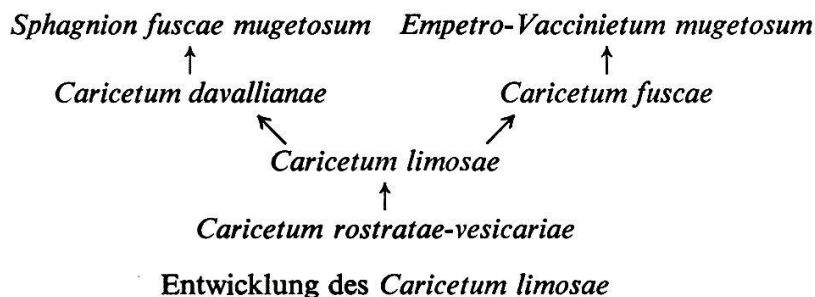 Sphagnion fuscae mugetosum Empetro-Vaccinietum mugetosum
↑ ↑
Caricetum davallianae Caricetum fuscae
↖ ↗
Caricetum limosae
↑
Caricetum rostratae-vesicariae
Entwicklung des Caricetum limosae